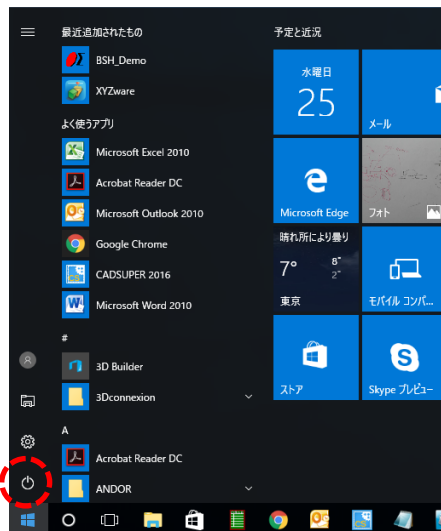 最近追加されたもの
BSH_Demo
XYZware
よく使うアプリ
Microsoft Excel 2010
Acrobat Reader DC
Microsoft Outlook 2010
Google Chrome
CADSUPER 2016
Microsoft Word 2010
#
3D Builder
3Dconnexion
A
Acrobat Reader DC
ANDOR
予定と近況
水曜日
25
メール
Microsoft Edge
フォト
晴れ所により曇り
7° 8°
2°
東京
モバイル コンパ...
ストア
Skype プレビュー